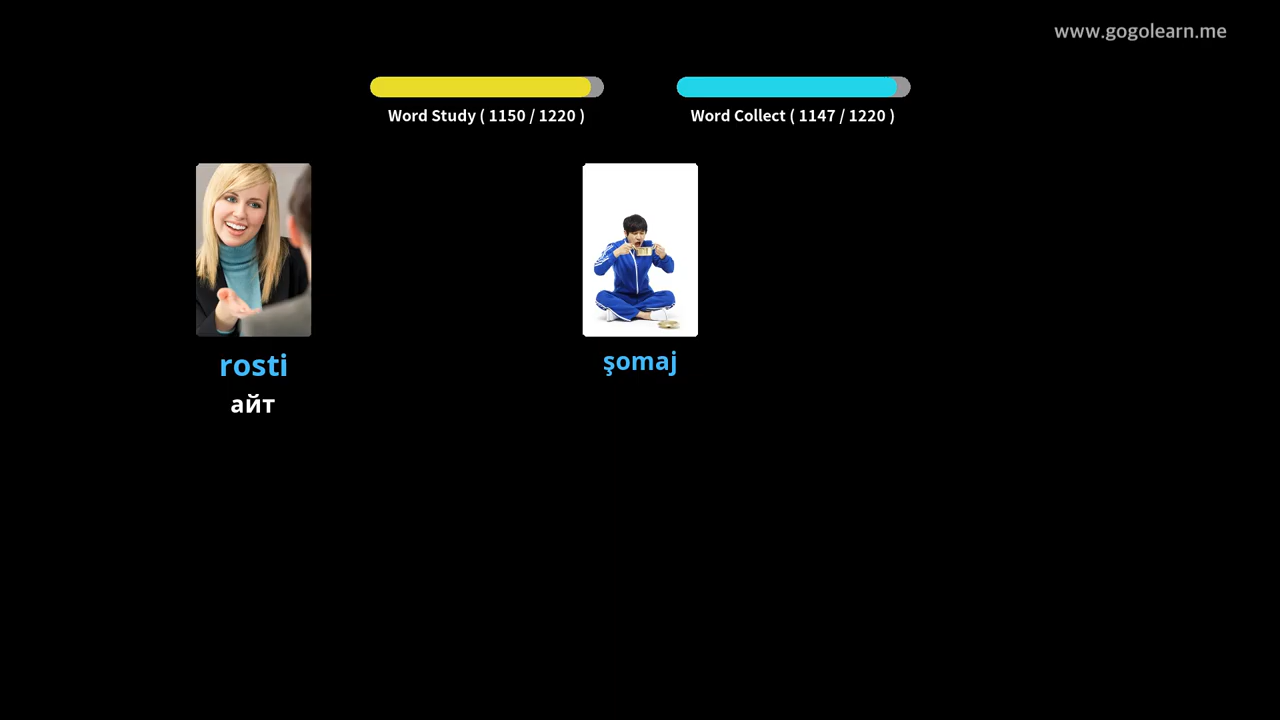 www.gogolearn.me
Word Study ( 1150 / 1220 )
Word Collect ( 1147 / 1220 )
rosti
айт
şomaj